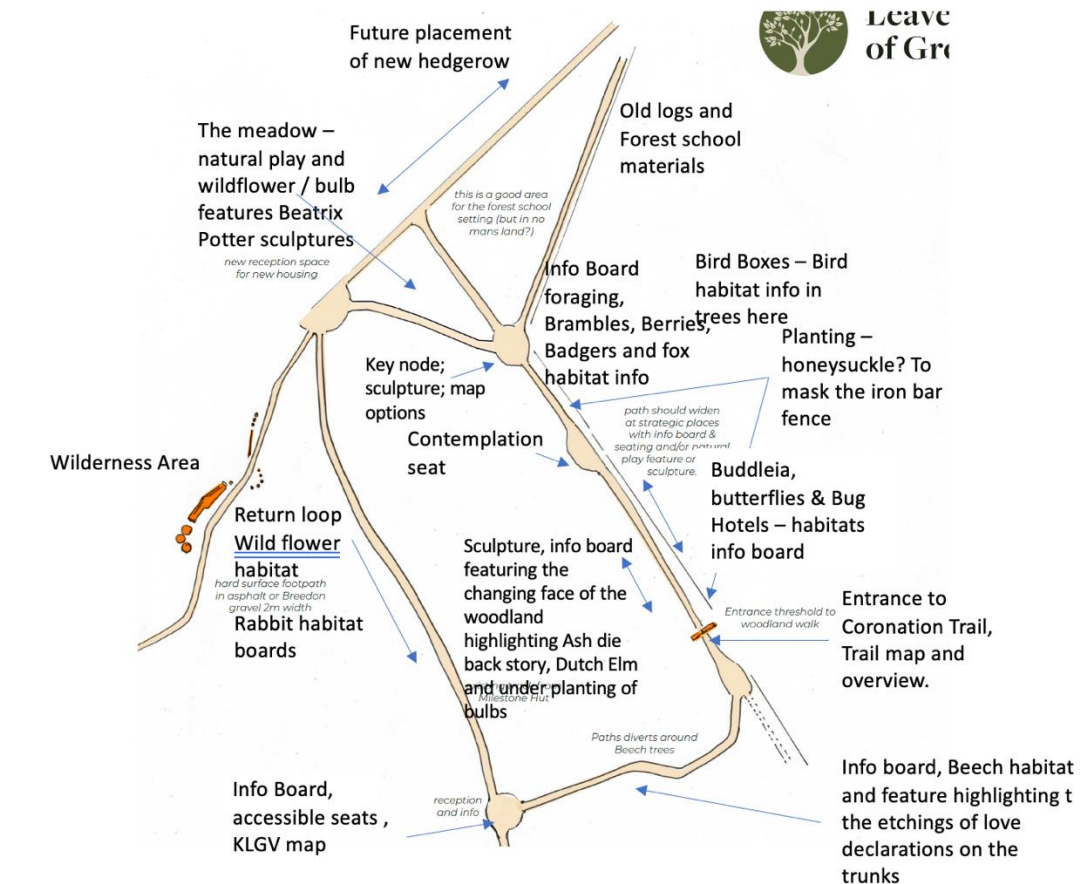 Leave
of Gr
Future placement
of new hedgerow
Old logs and
Forest school
materials
The meadow –
natural play and
wildflower / bulb
features Beatrix
Potter sculptures
this is a good area
for the forest school
setting (but in no
mans land?)
new reception space
for new housing
Info Board
foraging,
Brambles, Berries,
Badgers and fox
habitat info
Bird Boxes – Bird
habitat info in
trees here
Planting –
honeysuckle? To
mask the iron bar
fence
Key node;
sculpture; map
options
path should widen
at strategic places
with info board &
seating and/or natural
play feature or
sculpture.
Contemplation
seat
Wilderness Area
Buddleia,
butterflies & Bug
Hotels – habitats
info board
Return loop
Wild flower
habitat
hard surface footpath
in asphalt or Breedon
gravel 2m width
Rabbit habitat
boards
Sculpture, info board
featuring the
changing face of the
woodland
highlighting Ash die
back story, Dutch Elm
and under planting of
bulbs
Milestone Hut
Entrance threshold to
woodland walk
Entrance to
Coronation Trail,
Trail map and
overview.
Paths diverts around
Beech trees
Info board, Beech habitat
and feature highlighting t
the etchings of love
declarations on the
trunks
Info Board,
accessible seats ,
KLGV map
reception
and info